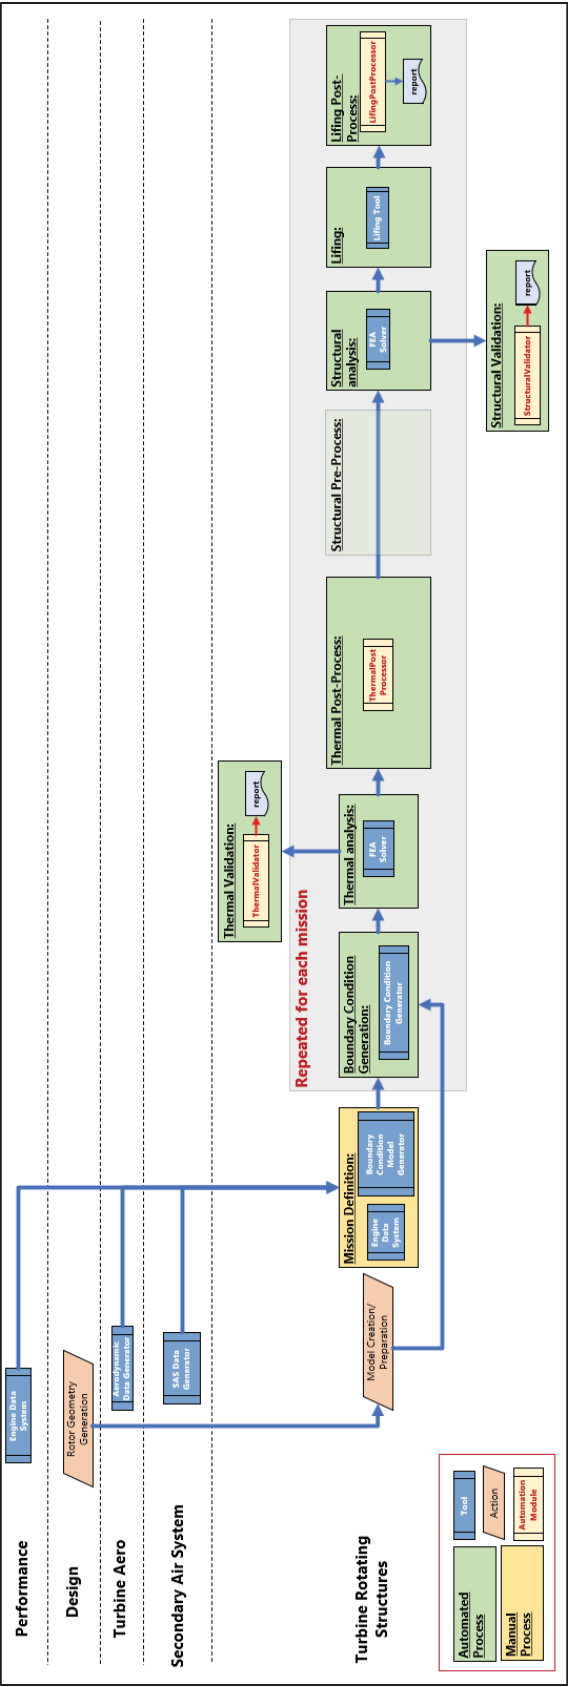 Performance
Engine Data
System
Design
Rotor Geometry
Generation
Turbine Aero
Aerodynamic
Data Generator
Secondary Air System
SAS Data
Generator
Turbine Rotating
Structures
Model Creation/
Preparation
Mission Definition:
Engine
Data
System
Boundary
Condition
Model
Generator
Repeated for each mission
Boundary Condition
Generation:
Boundary Condition
Generator
Thermal analysis:
FEA
Solver
Thermal Validation:
ThermalValidator
report
Thermal Post-Process:
ThermalPost
Processor
Structural Pre-Process:
Structural
analysis:
FEA
Solver
Structural Validation:
StructuralValidator
report
Lifing:
Lifing Tool
Lifing Post-
Process:
LifingPostProcessor
report
Automated
Process
Manual
Process
Tool
Action
Automation
Module